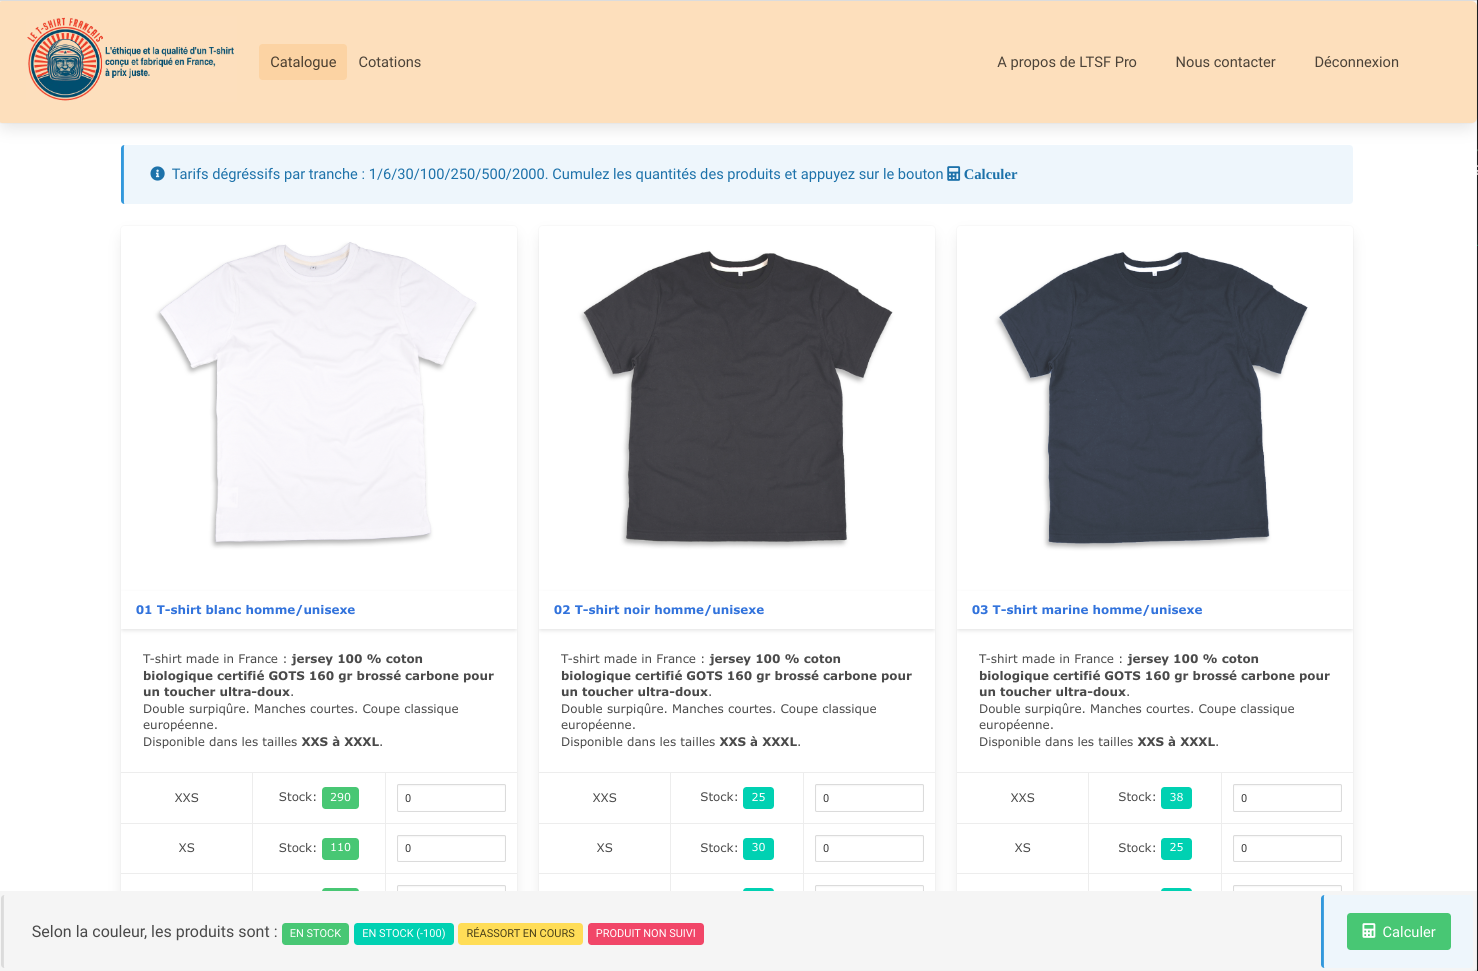 LE T-SHIRT FRANÇAIS
L'éthique et la qualité d'un T-shirt
conçu et fabriqué en France,
à prix juste.
Catalogue
Cotations
A propos de LTSF Pro
Nous contacter
Déconnexion
Tarifs dégréssifs par tranche : 1/6/30/100/250/500/2000. Cumulez les quantités des produits et appuyez sur le bouton Calculer
01 T-shirt blanc homme/unisexe
T-shirt made in France : jersey 100 % coton
biologique certifié GOTS 160 gr brossé carbone pour
un toucher ultra-doux.
Double surpiqûre. Manches courtes. Coupe classique
européenne.
Disponible dans les tailles XXS à XXXL.
XXS Stock: 290 0
XS Stock: 110 0
02 T-shirt noir homme/unisexe
T-shirt made in France : jersey 100 % coton
biologique certifié GOTS 160 gr brossé carbone pour
un toucher ultra-doux.
Double surpiqûre. Manches courtes. Coupe classique
européenne.
Disponible dans les tailles XXS à XXXL.
XXS Stock: 25 0
XS Stock: 30 0
03 T-shirt marine homme/unisexe
T-shirt made in France : jersey 100 % coton
biologique certifié GOTS 160 gr brossé carbone pour
un toucher ultra-doux.
Double surpiqûre. Manches courtes. Coupe classique
européenne.
Disponible dans les tailles XXS à XXXL.
XXS Stock: 38 0
XS Stock: 25 0
Selon la couleur, les produits sont : EN STOCK EN STOCK (-100) RÉASSORT EN COURS PRODUIT NON SUIVI
Calculer